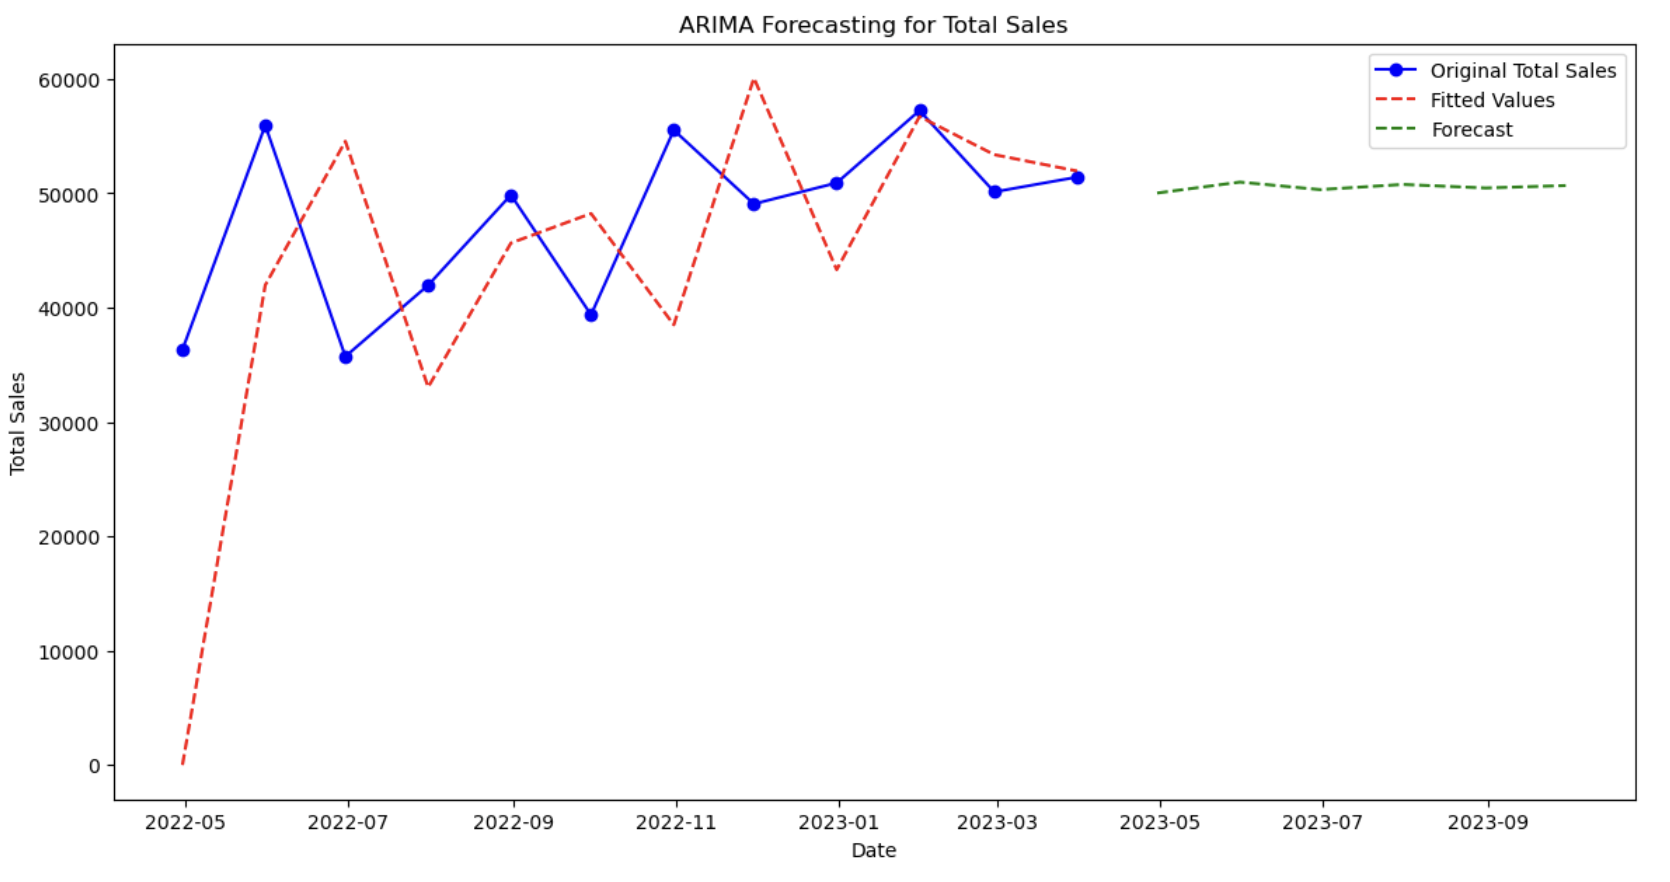 ARIMA Forecasting for Total Sales
Original Total Sales
Fitted Values
Forecast
60000
50000
40000
30000
20000
10000
0
Total Sales
2022-05 2022-07 2022-09 2022-11 2023-01 2023-03 2023-05 2023-07 2023-09
Date